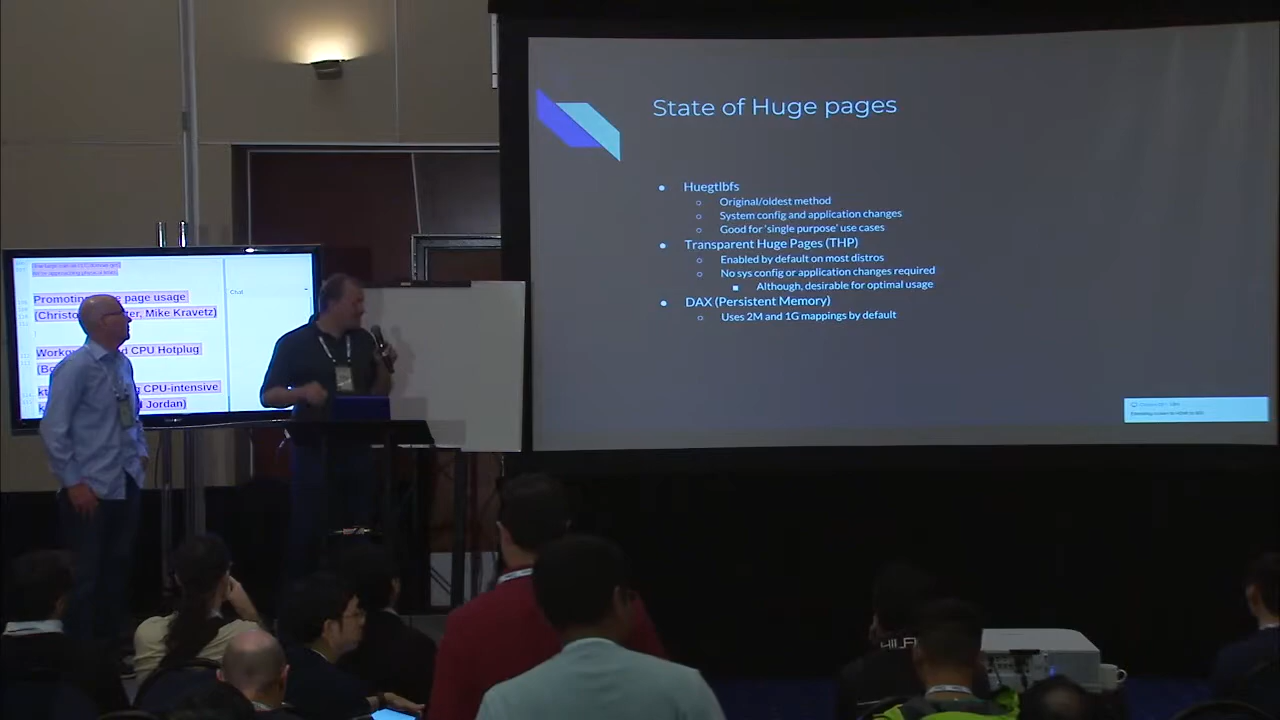 State of Huge pages
Huegtlbfs
Original/oldest method
System config and application changes
Good for 'single purpose' use cases
Transparent Huge Pages (THP)
Enabled by default on most distros
No sys config or application changes required
Although, desirable for optimal usage
DAX (Persistent Memory)
Uses 2M and 1G mappings by default
Chat
Promoting page usage
(Christo ter, Mike Kravetz)
Workq d CPU Hotplug
(Bo
kt g CPU-intensive
k d Jordan)